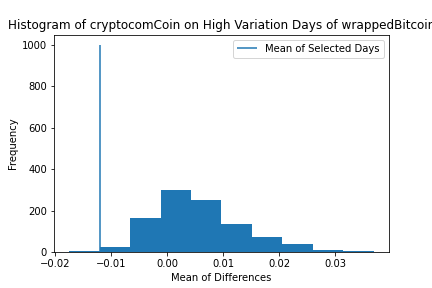 Histogram of cryptocomCoin on High Variation Days of wrappedBitcoin
Mean of Selected Days
Frequency
1000
800
600
400
200
0
−0.02 −0.01 0.00 0.01 0.02 0.03
Mean of Differences